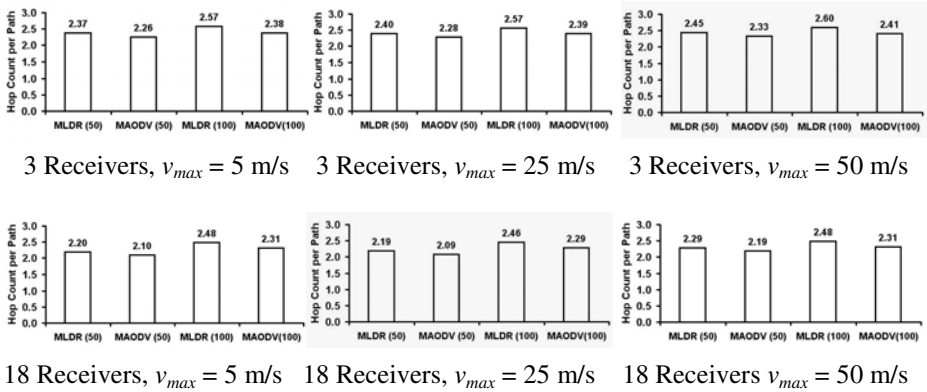 Hop Count per Path
3.0
2.5
2.0
1.5
1.0
0.5
0.0
2.37
2.26
2.57
2.38
MLDR (50)
MAODV (50)
MLDR (100)
MAODV(100)
3 Receivers, vmax = 5 m/s
Hop Count per Path
3.0
2.5
2.0
1.5
1.0
0.5
0.0
2.40
2.28
2.57
2.39
MLDR (50)
MAODV (50)
MLDR (100)
MAODV(100)
3 Receivers, vmax = 25 m/s
Hop Count per Path
3.0
2.5
2.0
1.5
1.0
0.5
0.0
2.45
2.33
2.60
2.41
MLDR (50)
MAODV (50)
MLDR (100)
MAODV(100)
3 Receivers, vmax = 50 m/s
Hop Count per Path
3.0
2.5
2.0
1.5
1.0
0.5
0.0
2.20
2.10
2.48
2.31
MLDR (50)
MAODV (50)
MLDR (100)
MAODV(100)
18 Receivers, vmax = 5 m/s
Hop Count per Path
3.0
2.5
2.0
1.5
1.0
0.5
0.0
2.19
2.09
2.46
2.29
MLDR (50)
MAODV (50)
MLDR (100)
MAODV(100)
18 Receivers, vmax = 25 m/s
Hop Count per Path
3.0
2.5
2.0
1.5
1.0
0.5
0.0
2.29
2.19
2.48
2.31
MLDR (50)
MAODV (50)
MLDR (100)
MAODV(100)
18 Receivers vmax = 50 m/s